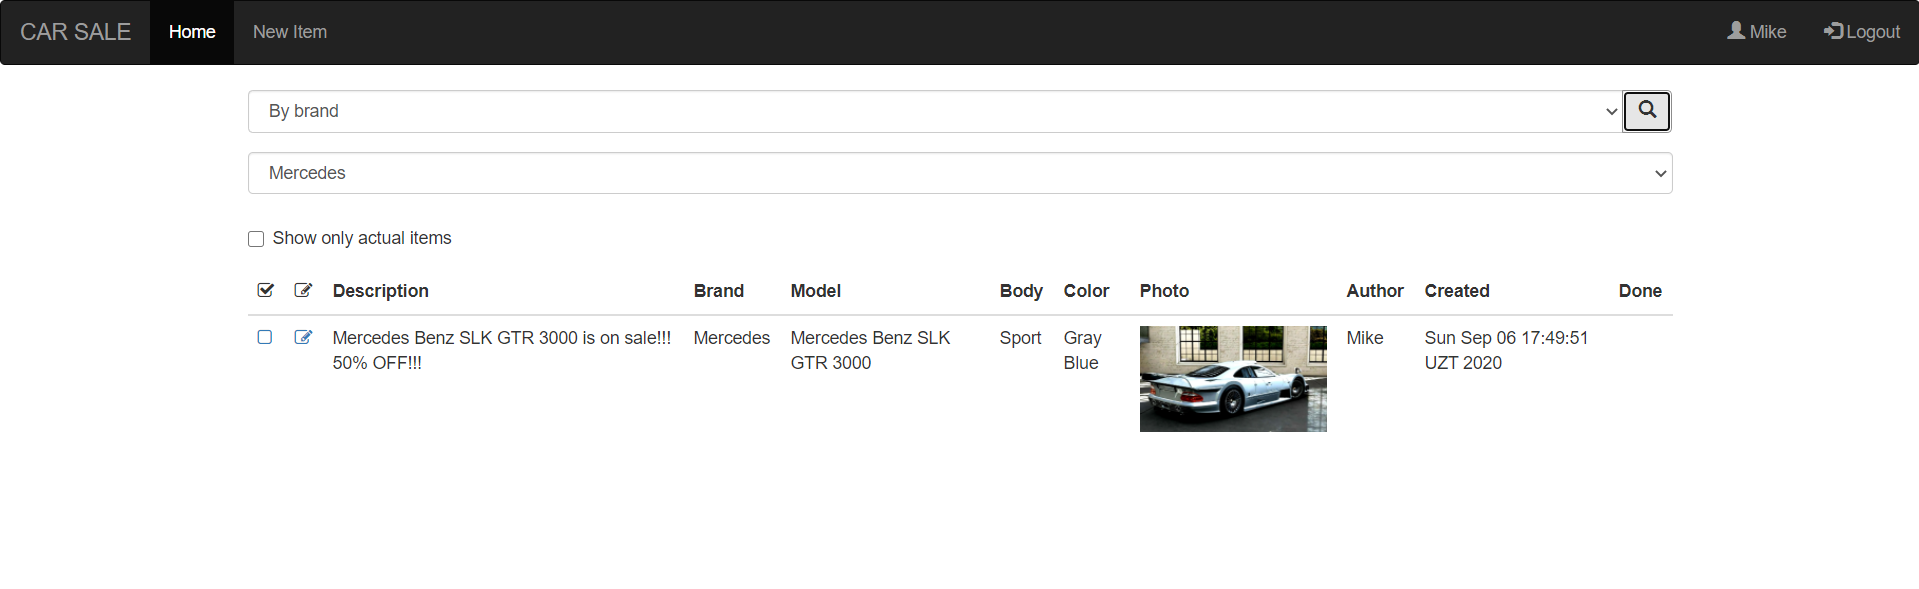 CAR SALE Home New Item Mike Logout
By brand
Mercedes
Show only actual items
Description Brand Model Body Color Photo Author Created Done
Mercedes Benz SLK GTR 3000 is on sale!!! Mercedes Mercedes Benz SLK Sport Gray Mike Sun Sep 06 17:49:51
50% OFF!!! GTR 3000 Blue UZT 2020